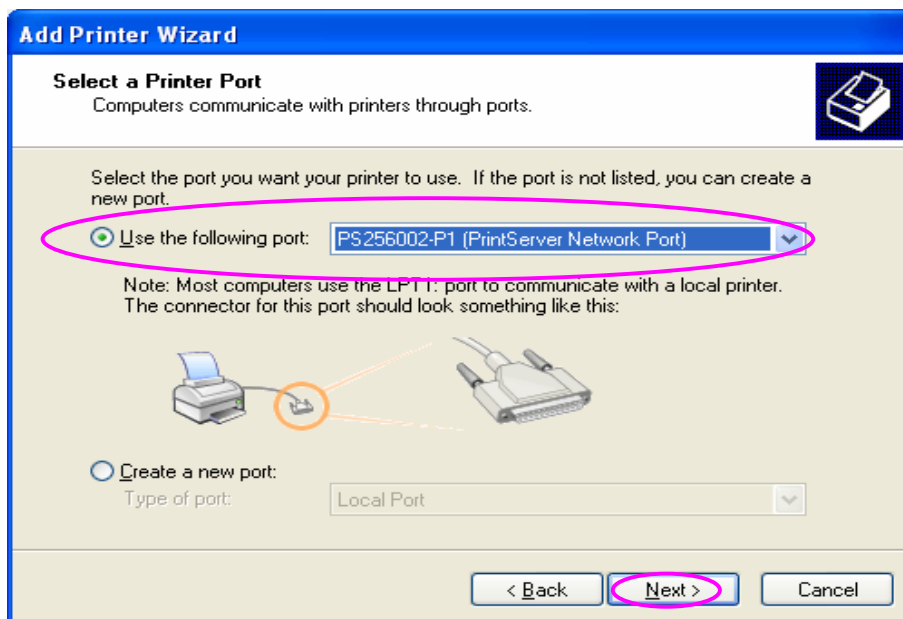 Add Printer Wizard
Select a Printer Port
Computers communicate with printers through ports.
Select the port you want your printer to use. If the port is not listed, you can create a
new port.
Use the following port: PS256002-P1 (PrintServer Network Port)
Note: Most computers use the LPT1: port to communicate with a local printer.
The connector for this port should look something like this:
Create a new port:
Type of port: Local Port
< Back Next > Cancel